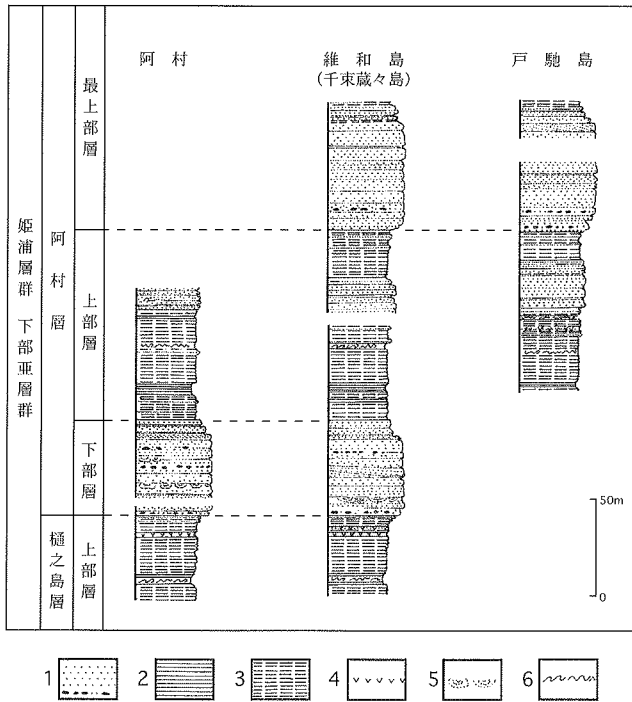 阿村
維和島
(千束蔵々島)
戸馳島
姫浦層群 下部亜層群
阿村層
最上部層
上部層
下部層
樋之島層
上部層
50m
0
1
2
3
4
5
6